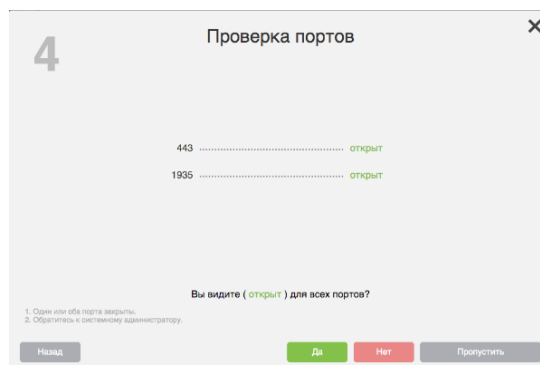 4
Проверка портов
443 ................................................ открыт
1935 ................................................ открыт
Вы видите ( открыт ) для всех портов?
1. Один или оба порта закрыты.
2. Обратитесь к системному администратору.
Назад
Да
Нет
Пропустить